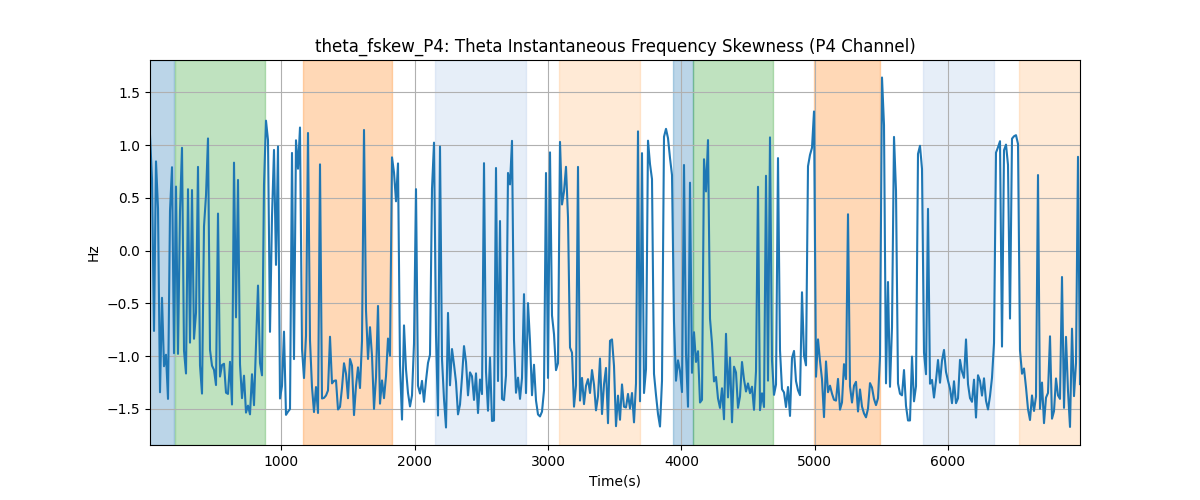 theta_fskew_P4: Theta Instantaneous Frequency Skewness (P4 Channel)
1.5
1.0
0.5
0.0
−0.5
−1.0
−1.5
Hz
1000 2000 3000 4000 5000 6000
Time(s)